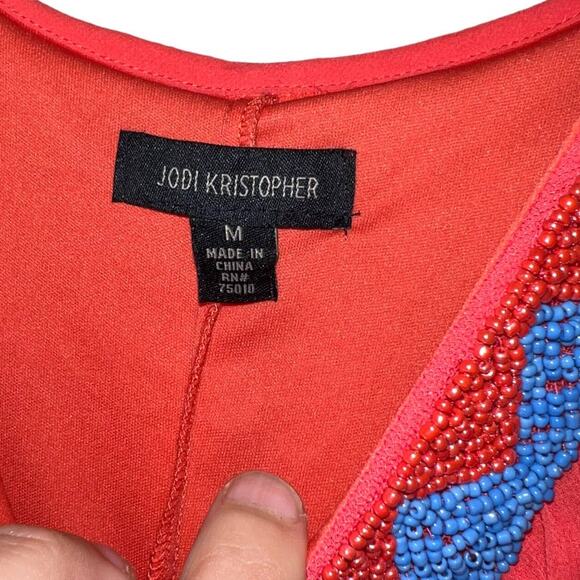 JODI KRISTOPHER
M
MADE IN
CHINA
RN#
75010